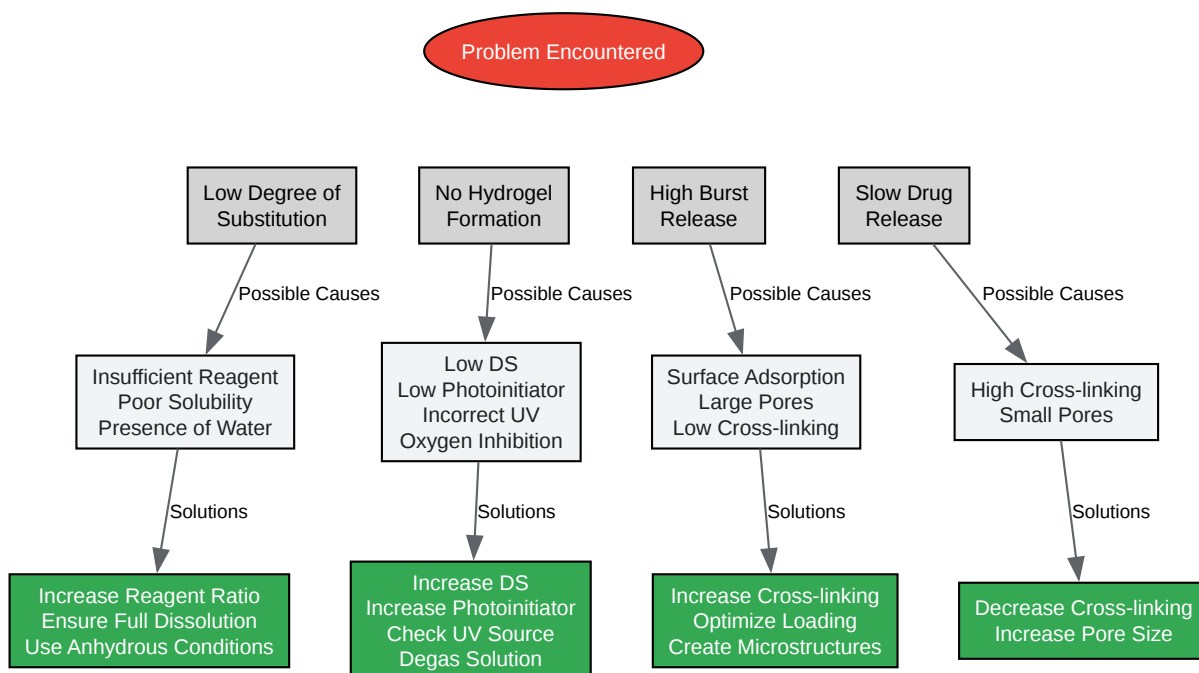 Problem Encountered
Low Degree of
Substitution
No Hydrogel
Formation
High Burst
Release
Slow Drug
Release
Possible Causes
Possible Causes
Possible Causes
Possible Causes
Insufficient Reagent
Poor Solubility
Presence of Water
Low DS
Low Photoinitiator
Incorrect UV
Oxygen Inhibition
Surface Adsorption
Large Pores
Low Cross-linking
High Cross-linking
Small Pores
Solutions
Solutions
Solutions
Solutions
Increase Reagent Ratio
Ensure Full Dissolution
Use Anhydrous Conditions
Increase DS
Increase Photoinitiator
Check UV Source
Degas Solution
Increase Cross-linking
Optimize Loading
Create Microstructures
Decrease Cross-linking
Increase Pore Size